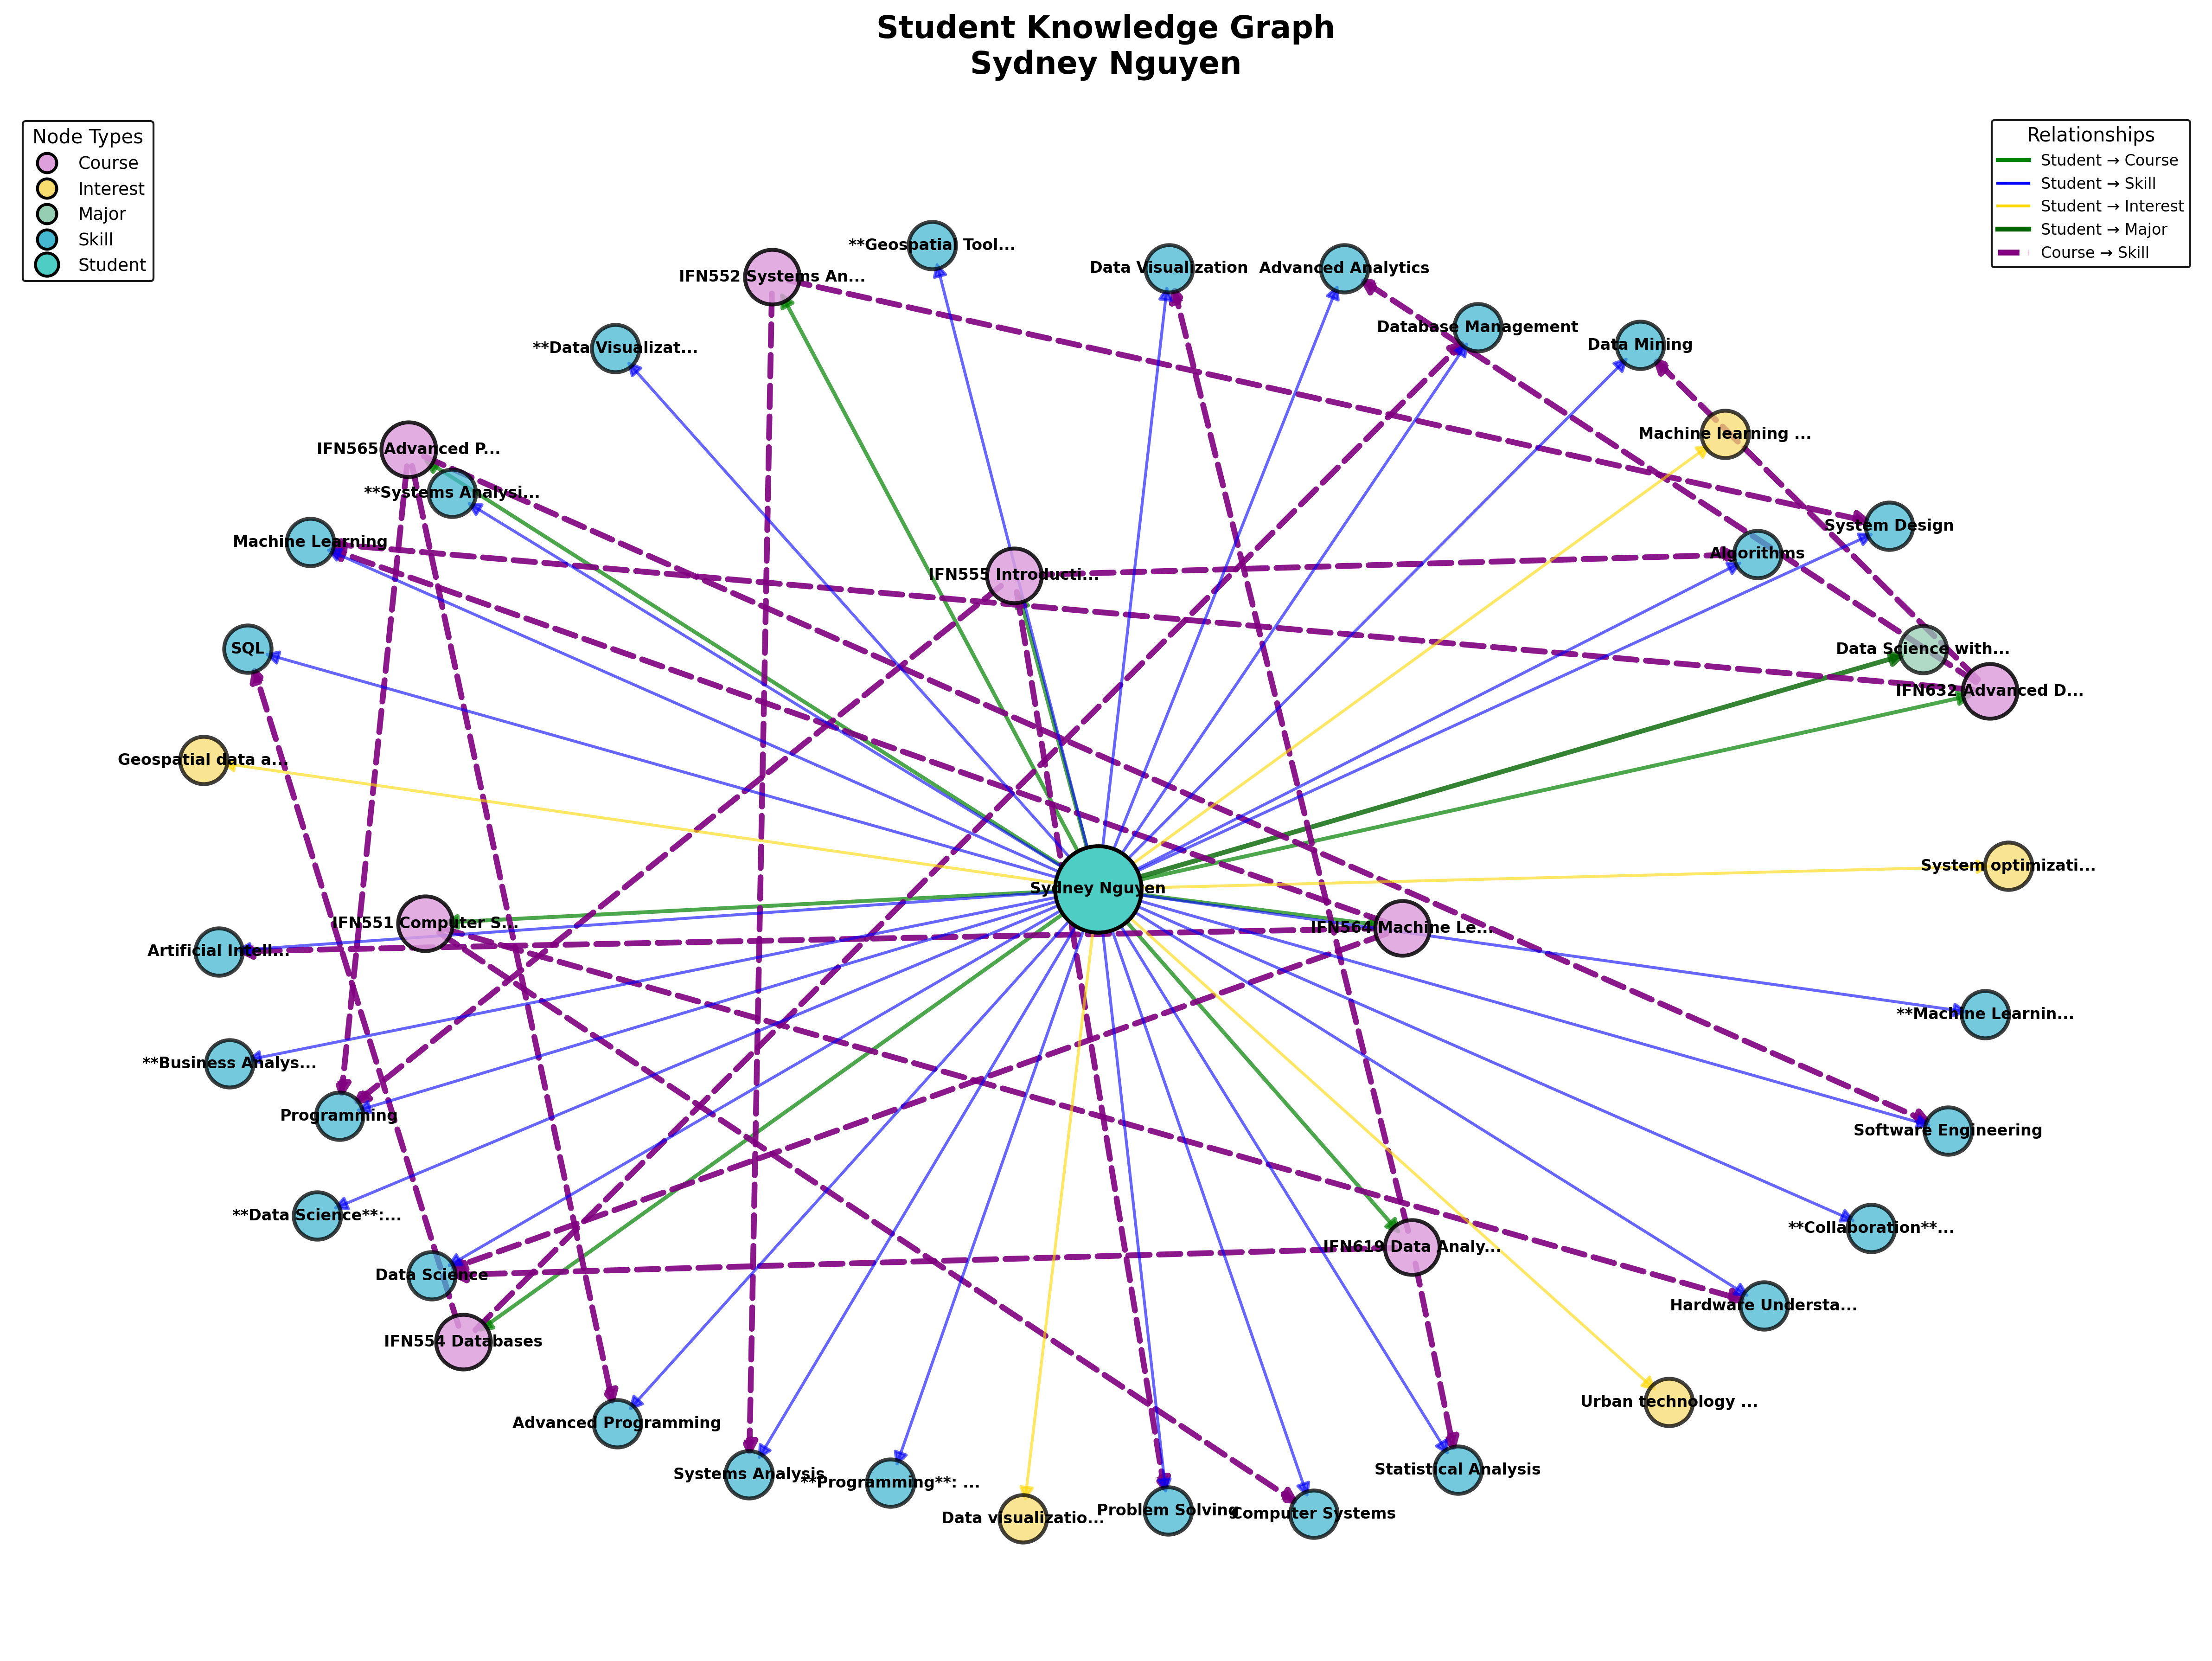 Student Knowledge Graph
Sydney Nguyen
Node Types
Course
Interest
Major
Skill
Student
Relationships
Student → Course
Student → Skill
Student → Interest
Student → Major
Course → Skill
**Geospatial Tool...
IFN552 Systems An...
Data Visualization
Advanced Analytics
Database Management
**Data Visualizat...
Data Mining
Machine learning ...
IFN565 Advanced P...
**Systems Analysi...
System Design
Machine Learning
Algorithms
IFN555 Introducti...
SQL
Data Science with...
IFN632 Advanced D...
Geospatial data a...
System optimizati...
Sydney Nguyen
IFN551 Computer S...
IFN564 Machine Le...
Artificial Intell...
**Machine Learnin...
**Business Analys...
Programming
Software Engineering
**Data Science**:...
**Collaboration**...
IFN619 Data Analy...
Data Science
Hardware Understa...
IFN554 Databases
Urban technology ...
Advanced Programming
Statistical Analysis
Systems Analysis
**Programming**: ...
Data visualizatio...
Problem Solving
Computer Systems